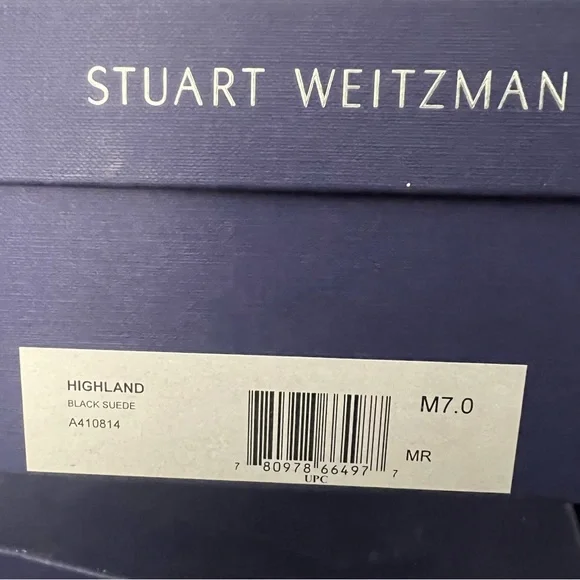 STUART WEITZMAN
HIGHLAND
BLACK SUEDE
A410814
7 80978 66497 7
UPC
M7.0
MR